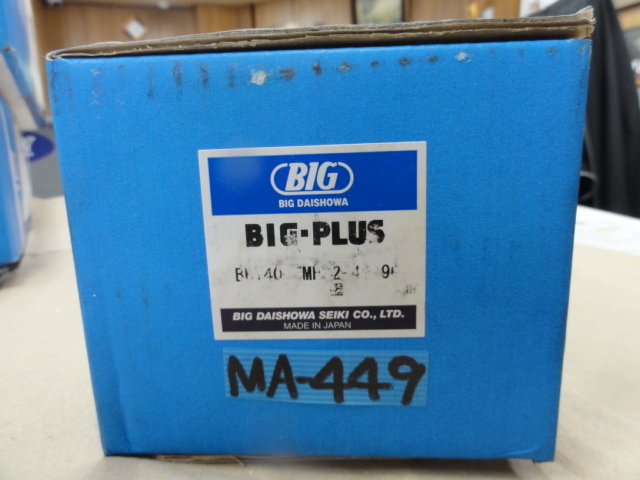 BIG
BIG DAISHOWA
BIG-PLUS
BIG DAISHOWA SEIKI CO., LTD.
MADE IN JAPAN
MA-449